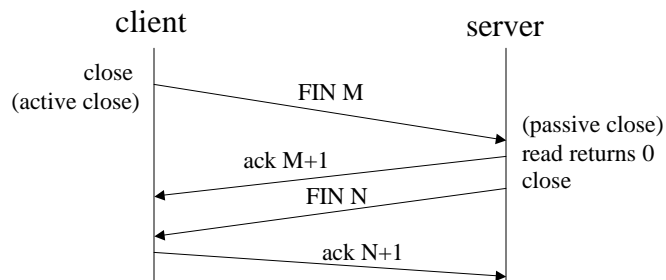 client
server
close
(active close)
FIN M
(passive close)
ack M+1
read returns 0
close
FIN N
ack N+1